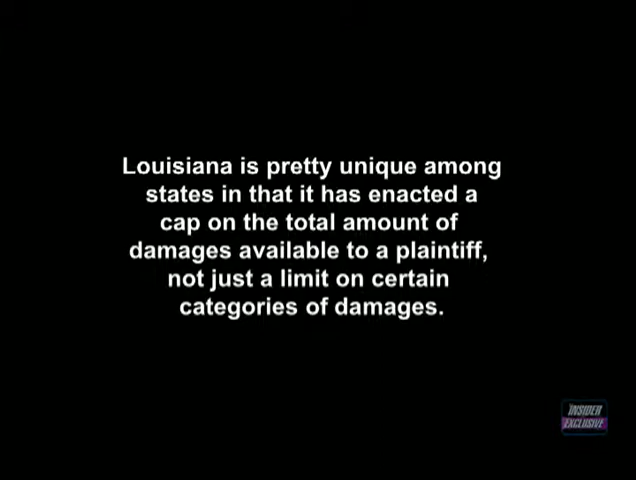 Louisiana is pretty unique among
states in that it has enacted a
cap on the total amount of
damages available to a plaintiff,
not just a limit on certain
categories of damages.
INSIDER
EXCLUSIVE